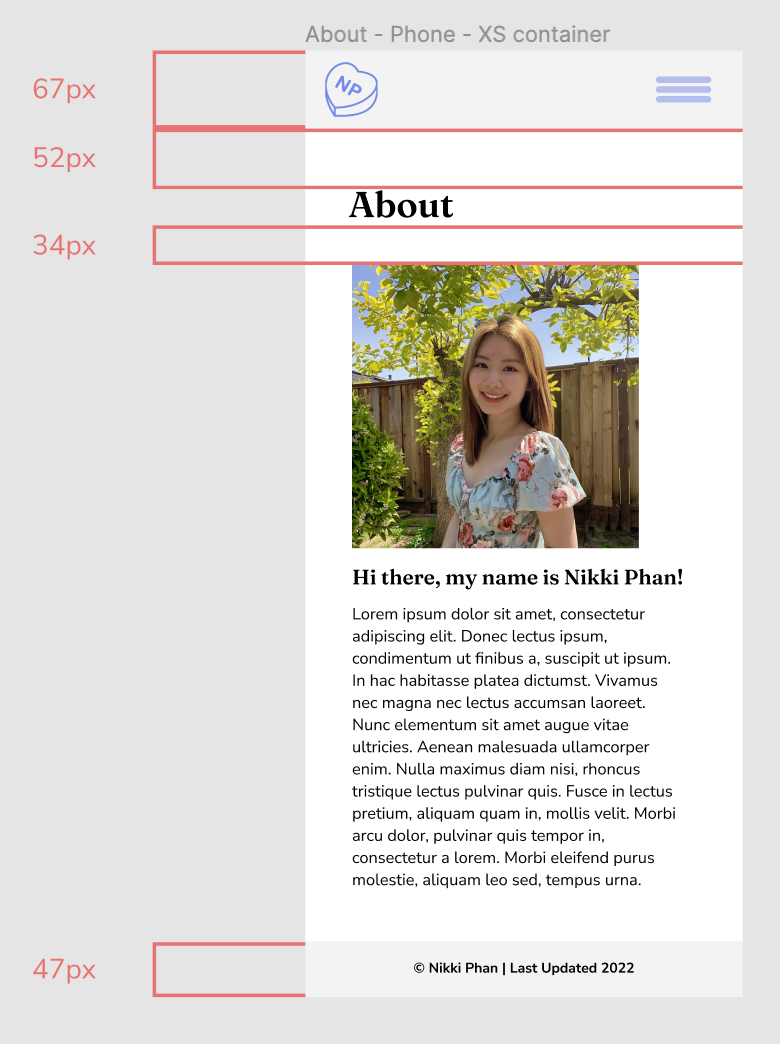 About - Phone - XS container
67px
NP
52px
About
34px
Hi there, my name is Nikki Phan!
Lorem ipsum dolor sit amet, consectetur
adipiscing elit. Donec lectus ipsum,
condimentum ut finibus a, suscipit ut ipsum.
In hac habitasse platea dictumst. Vivamus
nec magna nec lectus accumsan laoreet.
Nunc elementum sit amet augue vitae
ultricies. Aenean malesuada ullamcorper
enim. Nulla maximus diam nisi, rhoncus
tristique lectus pulvinar quis. Fusce in lectus
pretium, aliquam quam in, mollis velit. Morbi
arcu dolor, pulvinar quis tempor in,
consectetur a lorem. Morbi eleifend purus
molestie, aliquam leo sed, tempus urna.
47px
© Nikki Phan | Last Updated 2022